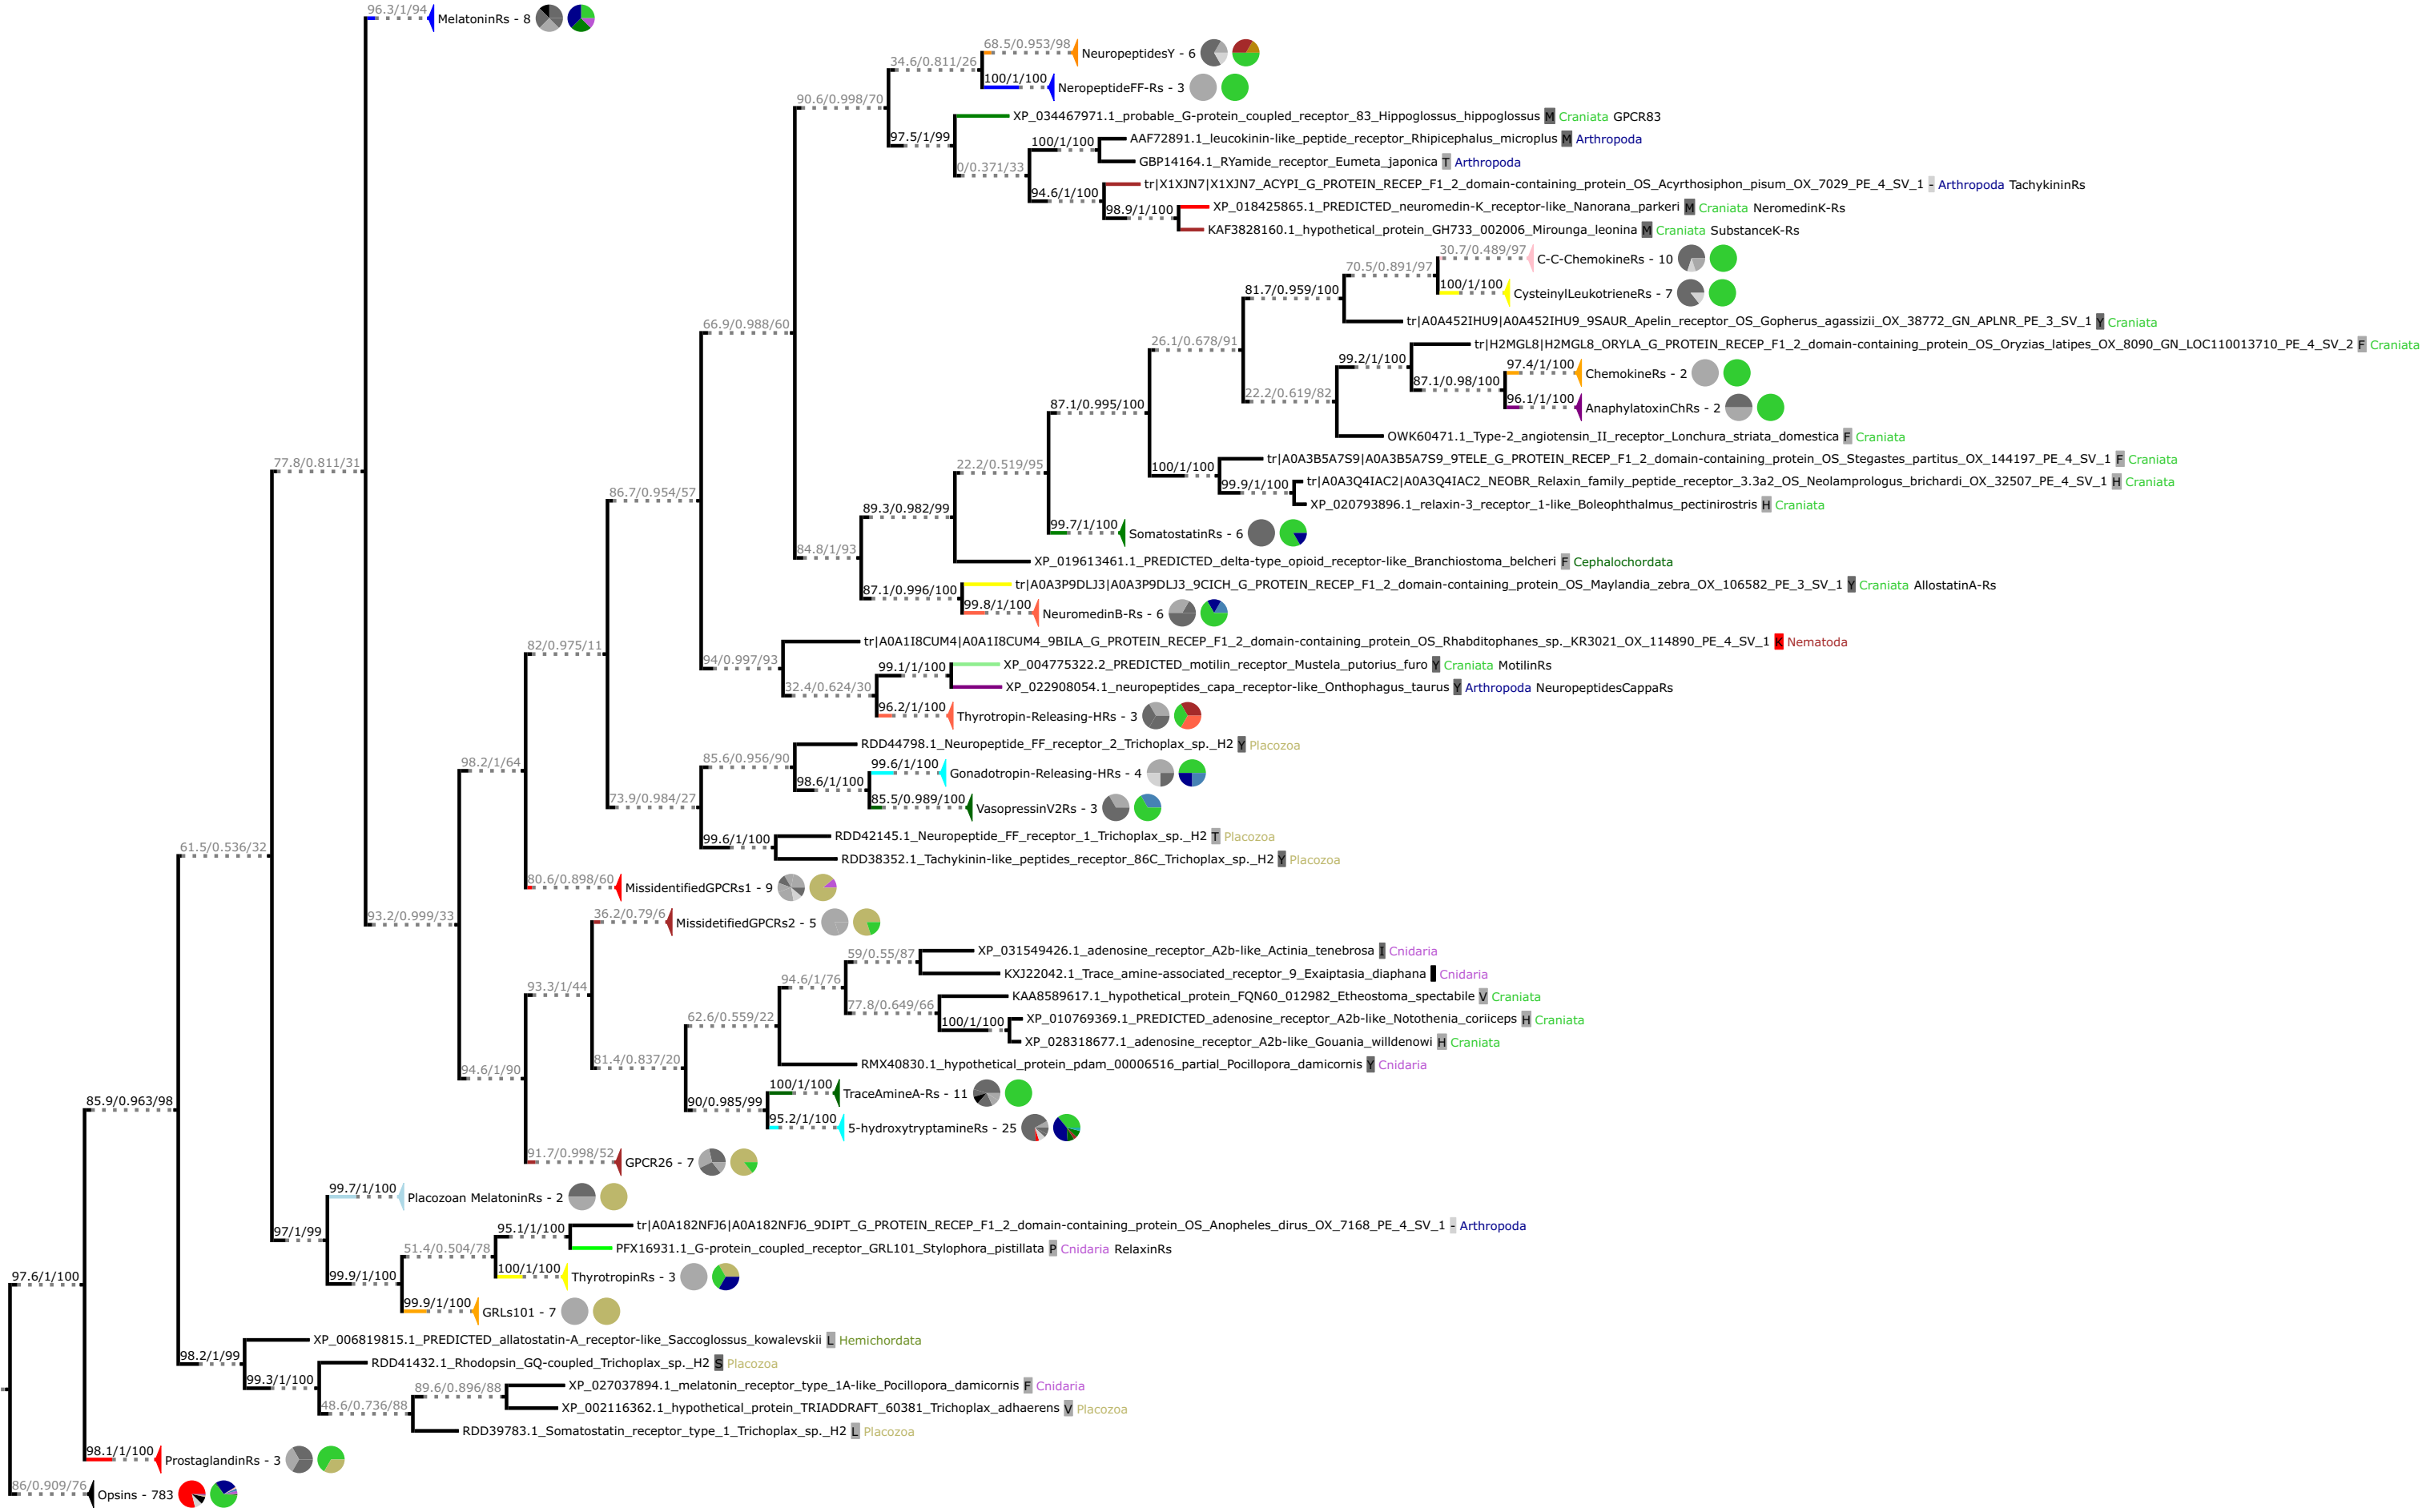 96.3/1/94 MelatoninRs - 8
68.5/0.953/98 NeuropeptidesY - 6
34.6/0.811/26
100/1/100 NeropeptideFF-Rs - 3
90.6/0.998/70
XP_034467971.1_probable_G-protein_coupled_receptor_83_Hippoglossus_hippoglossus M Craniata GPCR83
97.5/1/99
100/1/100 AAF72891.1_leucokinin-like_peptide_receptor_Rhipicephalus_microplus M Arthropoda
GBP14164.1_RYamide_receptor_Eumeta_japonica T Arthropoda
0/0.371/33
tr|X1XJN7|X1XJN7_ACYPI_G_PROTEIN_RECEP_F1_2_domain-containing_protein_OS_Acyrthosiphon_pisum_OX_7029_PE_4_SV_1 - Arthropoda TachykininRs
94.6/1/100
98.9/1/100 XP_018425865.1_PREDICTED_neuromedin-K_receptor-like_Nanorana_parkeri M Craniata NeromedinK-Rs
KAF3828160.1_hypothetical_protein_GH733_002006_Mirounga_leonina M Craniata SubstanceK-Rs
30.7/0.489/97 C-C-ChemokineRs - 10
70.5/0.891/97
100/1/100 CysteinylLeukotrieneRs - 7
81.7/0.959/100
tr|A0A452IHU9|A0A452IHU9_9SAUR_Apelin_receptor_OS_Gopherus_agassizii_OX_38772_GN_APLNR_PE_3_SV_1 Y Craniata
66.9/0.988/60
26.1/0.678/91
tr|H2MGL8|H2MGL8_ORYLA_G_PROTEIN_RECEP_F1_2_domain-containing_protein_OS_Oryzias_latipes_OX_8090_GN_LOC110013710_PE_4_SV_2 F Craniata
99.2/1/100
97.4/1/100 ChemokineRs - 2
87.1/0.98/100
22.2/0.619/82
96.1/1/100 AnaphylatoxinChRs - 2
87.1/0.995/100
OWK60471.1_Type-2_angiotensin_II_receptor_Lonchura_striata_domestica F Craniata
tr|A0A3B5A7S9|A0A3B5A7S9_9TELE_G_PROTEIN_RECEP_F1_2_domain-containing_protein_OS_Stegastes_partitus_OX_144197_PE_4_SV_1 F Craniata
77.8/0.811/31
22.2/0.519/95
100/1/100
99.9/1/100 tr|A0A3Q4IAC2|A0A3Q4IAC2_NEOBR_Relaxin_family_peptide_receptor_3.3a2_OS_Neolamprologus_brichardi_OX_32507_PE_4_SV_1 H Craniata
86.7/0.954/57
XP_020793896.1_relaxin-3_receptor_1-like_Boleophthalmus_pectinirostris H Craniata
89.3/0.982/99
99.7/1/100 SomatostatinRs - 6
84.8/1/93
XP_019613461.1_PREDICTED_delta-type_opioid_receptor-like_Branchiostoma_belcheri F Cephalochordata
tr|A0A3P9DLJ3|A0A3P9DLJ3_9CICH_G_PROTEIN_RECEP_F1_2_domain-containing_protein_OS_Maylandia_zebra_OX_106582_PE_3_SV_1 Y Craniata AllostatinA-Rs
87.1/0.996/100
99.8/1/100 NeuromedinB-Rs - 6
tr|A0A1I8CUM4|A0A1I8CUM4_9BILA_G_PROTEIN_RECEP_F1_2_domain-containing_protein_OS_Rhabditophanes_sp._KR3021_OX_114890_PE_4_SV_1 K Nematoda
82/0.975/11
94/0.997/93
99.1/1/100 XP_004775322.2_PREDICTED_motilin_receptor_Mustela_putorius_furo Y Craniata MotilinRs
32.4/0.624/30
XP_022908054.1_neuropeptides_capa_receptor-like_Onthophagus_taurus Y Arthropoda NeuropeptidesCappaRs
96.2/1/100 Thyrotropin-Releasing-HRs - 3
RDD44798.1_Neuropeptide_FF_receptor_2_Trichoplax_sp._H2 Y Placozoa
85.6/0.956/90
98.2/1/64
99.6/1/100 Gonadotropin-Releasing-HRs - 4
98.6/1/100
73.9/0.984/27
85.5/0.989/100 VasopressinV2Rs - 3
99.6/1/100 RDD42145.1_Neuropeptide_FF_receptor_1_Trichoplax_sp._H2 T Placozoa
61.5/0.536/32
RDD38352.1_Tachykinin-like_peptides_receptor_86C_Trichoplax_sp._H2 Y Placozoa
80.6/0.898/60 MissidentifiedGPCRs1 - 9
93.2/0.999/33
36.2/0.79/6 MissidetifiedGPCRs2 - 5
XP_031549426.1_adenosine_receptor_A2b-like_Actinia_tenebrosa I Cnidaria
59/0.55/87
KXJ22042.1_Trace_amine-associated_receptor_9_Exaiptasia_diaphana Cnidaria
94.6/1/76
93.3/1/44
KAA8589617.1_hypothetical_protein_FQN60_012982_Etheostoma_spectabile V Craniata
77.8/0.649/66
62.6/0.559/22
100/1/100 XP_010769369.1_PREDICTED_adenosine_receptor_A2b-like_Notothenia_coriiceps H Craniata
XP_028318677.1_adenosine_receptor_A2b-like_Gouania_willdenowi H Craniata
81.4/0.837/20
RMX40830.1_hypothetical_protein_pdam_00006516_partial_Pocillopora_damicornis Y Cnidaria
94.6/1/90
100/1/100 TraceAmineA-Rs - 11
85.9/0.963/98
90/0.985/99
95.2/1/100 5-hydroxytryptamineRs - 25
91.7/0.998/52 GPCR26 - 7
99.7/1/100 Placozoan MelatoninRs - 2
97/1/99
95.1/1/100 tr|A0A182NFJ6|A0A182NFJ6_9DIPT_G_PROTEIN_RECEP_F1_2_domain-containing_protein_OS_Anopheles_dirus_OX_7168_PE_4_SV_1 - Arthropoda
51.4/0.504/78
PFX16931.1_G-protein_coupled_receptor_GRL101_Stylophora_pistillata P Cnidaria RelaxinRs
99.9/1/100
100/1/100 ThyrotropinRs - 3
97.6/1/100
99.9/1/100 GRLs101 - 7
XP_006819815.1_PREDICTED_allatostatin-A_receptor-like_Saccoglossus_kowalevskii L Hemichordata
98.2/1/99
RDD41432.1_Rhodopsin_GQ-coupled_Trichoplax_sp._H2 S Placozoa
99.3/1/100
89.6/0.896/88 XP_027037894.1_melatonin_receptor_type_1A-like_Pocillopora_damicornis F Cnidaria
48.6/0.736/88
XP_002116362.1_hypothetical_protein_TRIADDRAFT_60381_Trichoplax_adhaerens V Placozoa
RDD39783.1_Somatostatin_receptor_type_1_Trichoplax_sp._H2 L Placozoa
98.1/1/100 ProstaglandinRs - 3
86/0.909/76 Opsins - 783